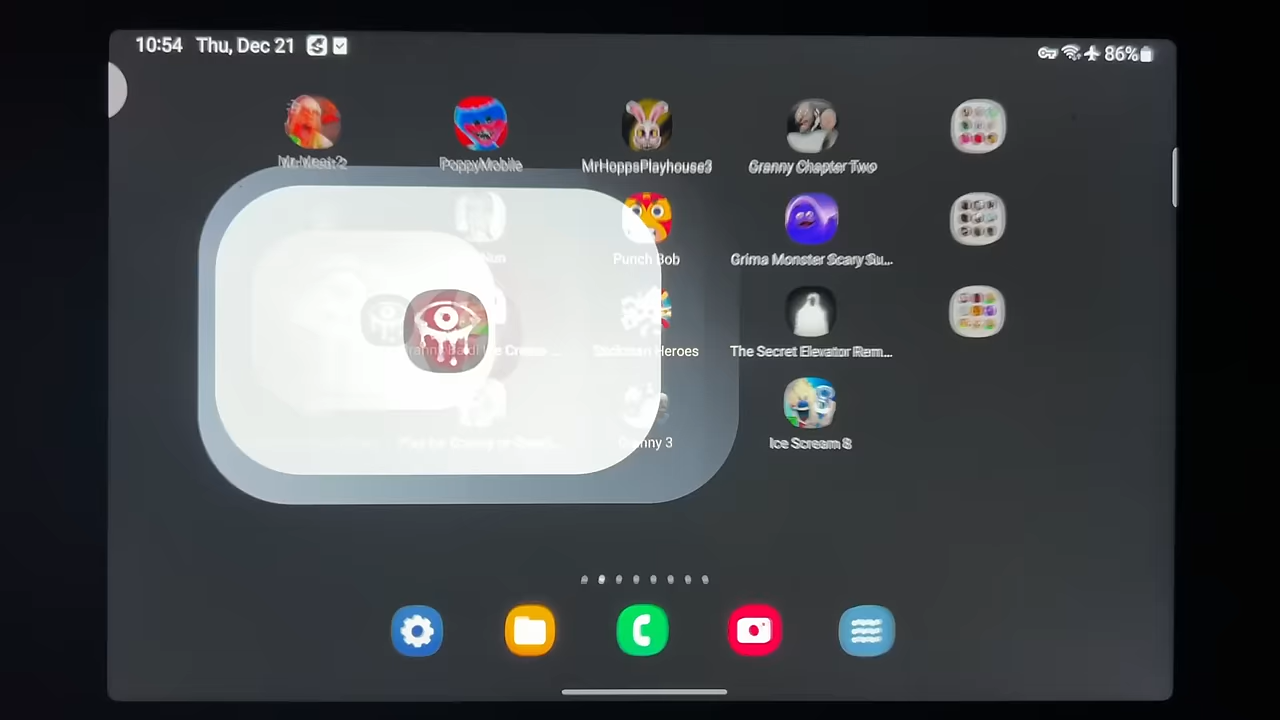 10:54 Thu, Dec 21
86%
Mr. Meat 2
PoppyMobile
MrHoppsPlayhouse3
Granny Chapter Two
Nun
Punch Bob
Grima Monster Scary Su...
Stickman Heroes
The Secret Elevator Rem...
Granny 3
Ice Scream 8